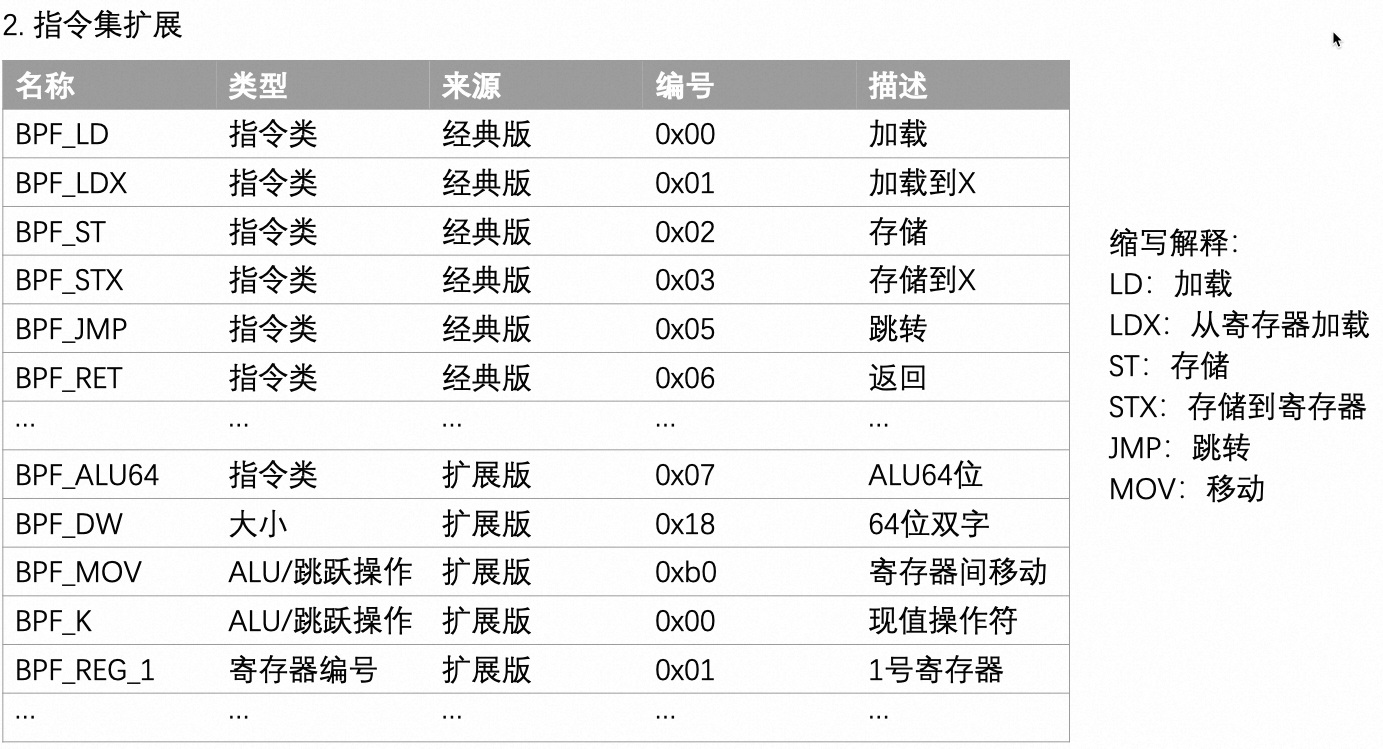 2. 指令集扩展
名称 类型 来源 编号 描述
BPF_LD 指令类 经典版 0x00 加载
BPF_LDX 指令类 经典版 0x01 加载到X
BPF_ST 指令类 经典版 0x02 存储
BPF_STX 指令类 经典版 0x03 存储到X
BPF_JMP 指令类 经典版 0x05 跳转
BPF_RET 指令类 经典版 0x06 返回
... ... ... ... ...
BPF_ALU64 指令类 扩展版 0x07 ALU64位
BPF_DW 大小 扩展版 0x18 64位双字
BPF_MOV ALU/跳跃操作 扩展版 0xb0 寄存器间移动
BPF_K ALU/跳跃操作 扩展版 0x00 现值操作符
BPF_REG_1 寄存器编号 扩展版 0x01 1号寄存器
... ... ... ... ...
缩写解释：
LD：加载
LDX：从寄存器加载
ST：存储
STX：存储到寄存器
JMP：跳转
MOV：移动